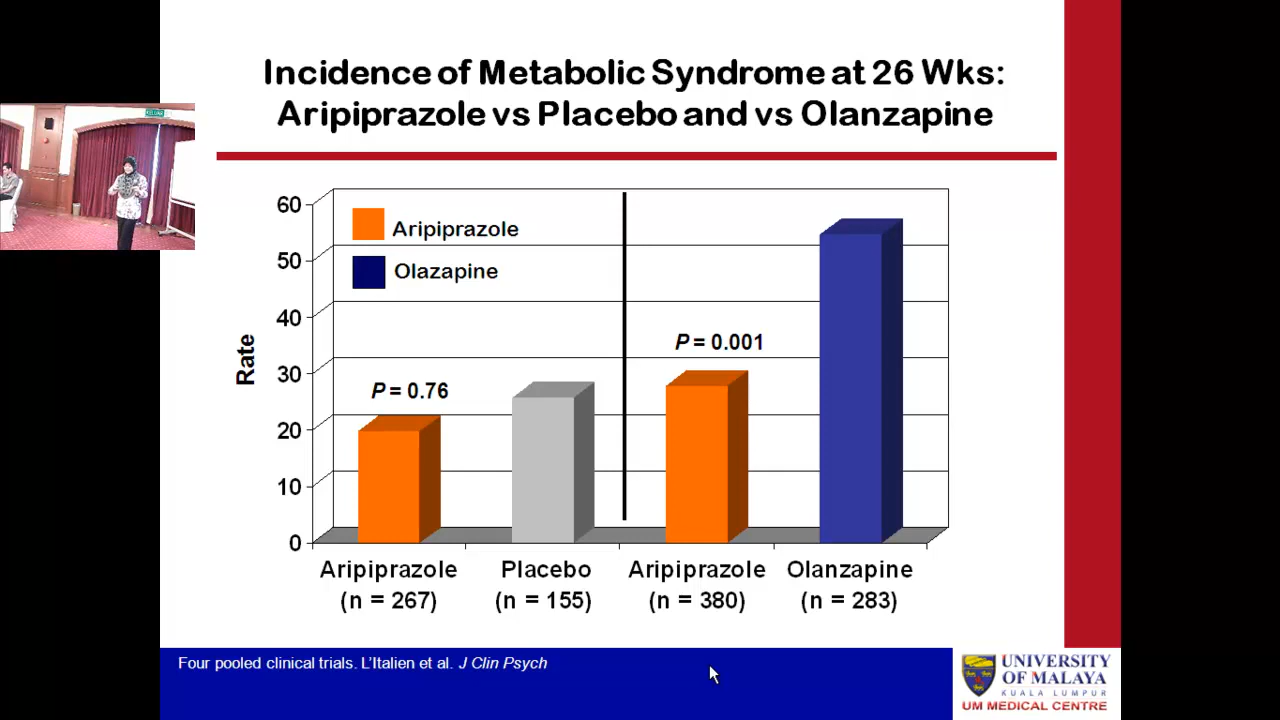 Incidence of Metabolic Syndrome at 26 Wks:
Aripiprazole vs Placebo and vs Olanzapine
Aripiprazole
Olazapine
Rate
60
50
40
30
20
10
0
P = 0.76
P = 0.001
Aripiprazole
(n = 267)
Placebo
(n = 155)
Aripiprazole
(n = 380)
Olanzapine
(n = 283)
Four pooled clinical trials. L'Italien et al. J Clin Psych
UNIVERSITY
OF MALAYA
KUALA LUMPUR
UM MEDICAL CENTRE